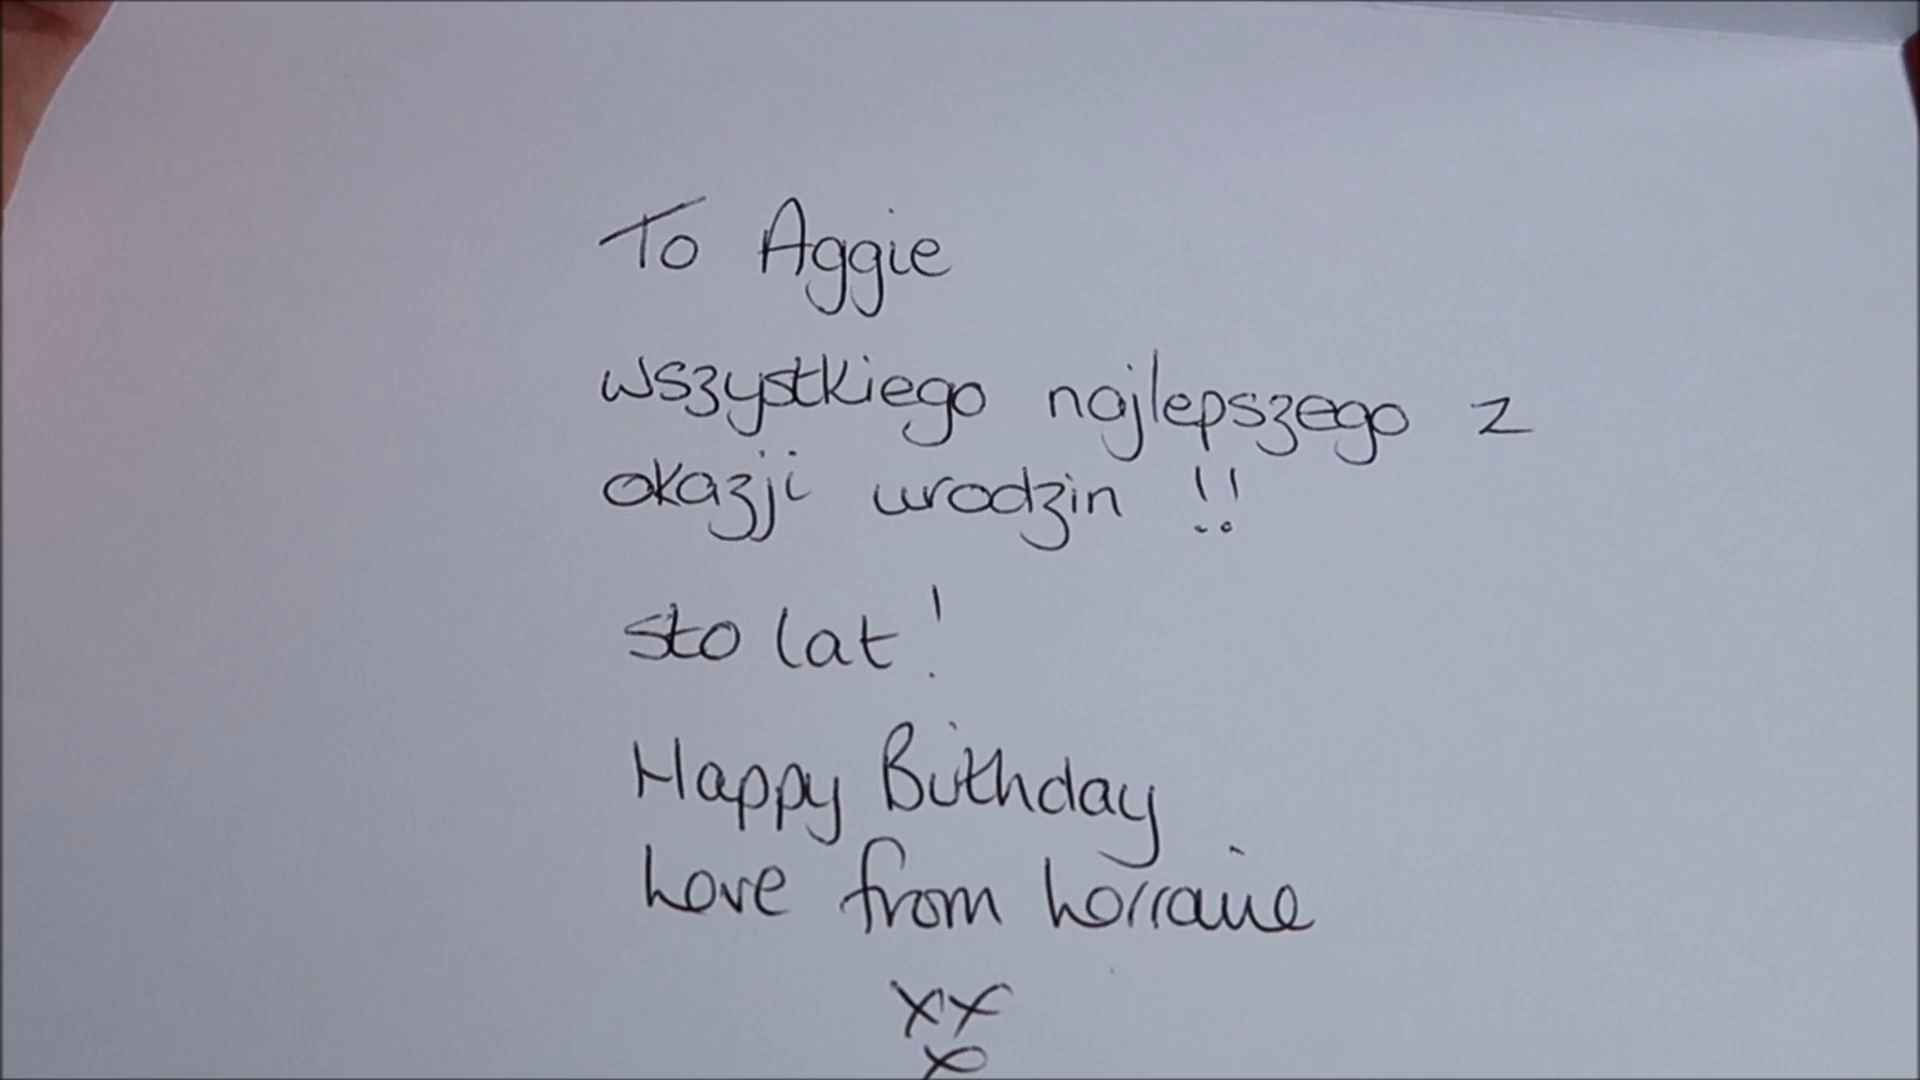 To Aggie
wszystkiego najlepszego z
okazji urodzin !!
sto lat!
Happy Birthday
Love from Lorraine
xx
x